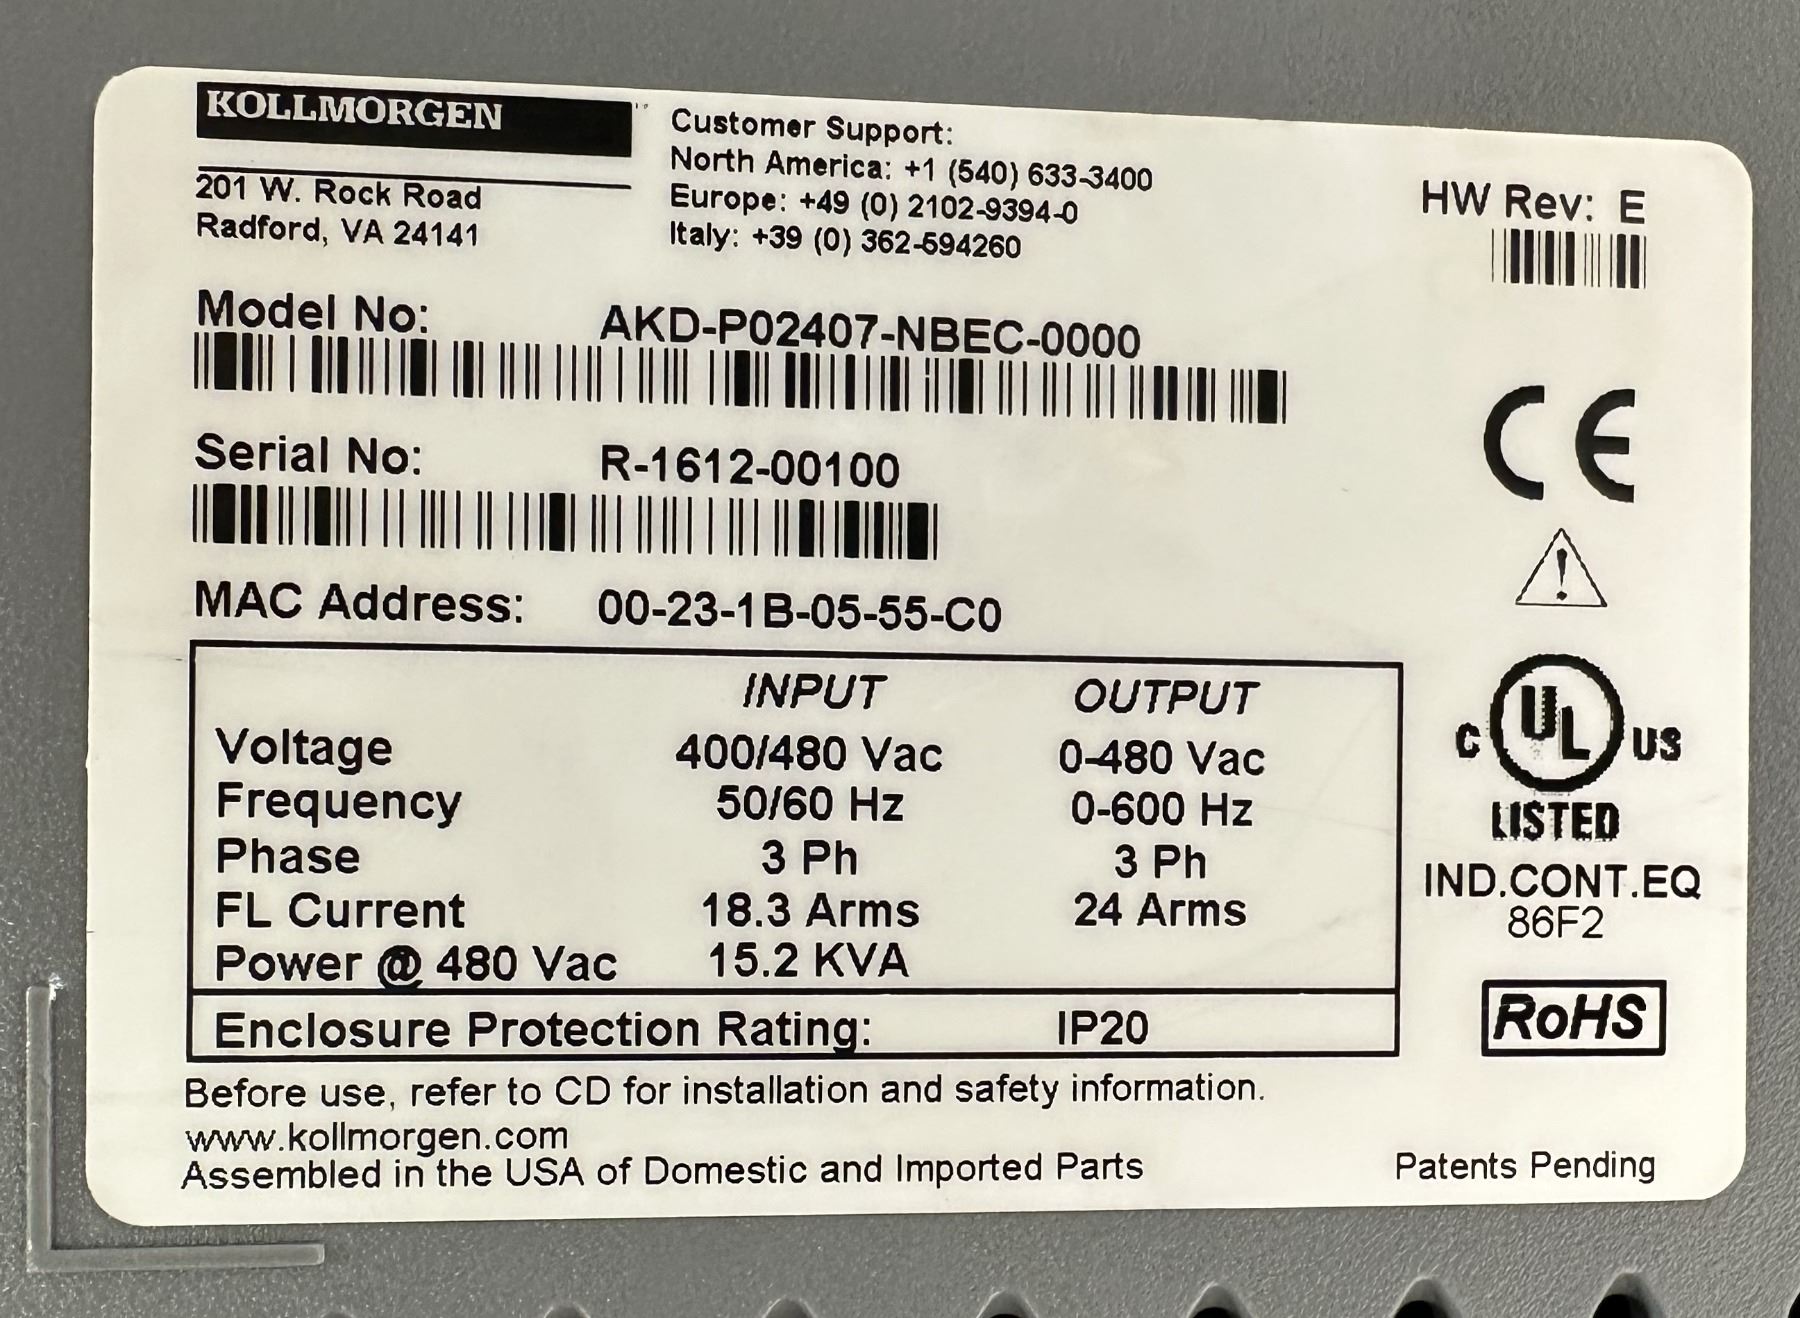 KOLLMORGEN
201 W. Rock Road
Radford, VA 24141
Customer Support:
North America: +1 (540) 633-3400
Europe: +49 (0) 2102-9394-0
Italy: +39 (0) 362-594260
HW Rev: E
Model No: AKD-P02407-NBEC-0000
Serial No: R-1612-00100
MAC Address: 00-23-1B-05-55-C0
INPUT OUTPUT
Voltage 400/480 Vac 0-480 Vac
Frequency 50/60 Hz 0-600 Hz
Phase 3 Ph 3 Ph
FL Current 18.3 Arms 24 Arms
Power @ 480 Vac 15.2 KVA
Enclosure Protection Rating: IP20
CE
C UL US
LISTED
IND.CONT.EQ
86F2
RoHS
Before use, refer to CD for installation and safety information.
www.kollmorgen.com
Assembled in the USA of Domestic and Imported Parts
Patents Pending